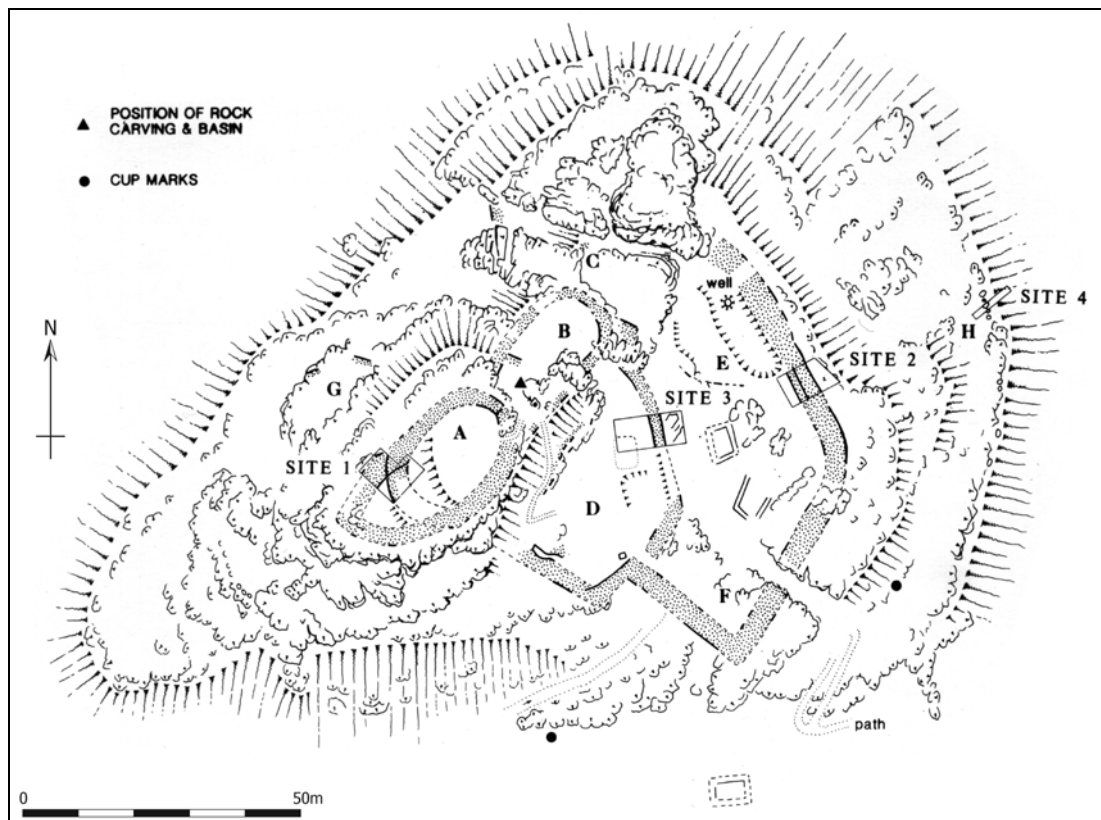 POSITION OF ROCK
CARVING & BASIN
CUP MARKS
N
C
well
SITE 4
H
B
E
SITE 2
G
SITE 3
A
SITE 1
D
F
path
0 50m